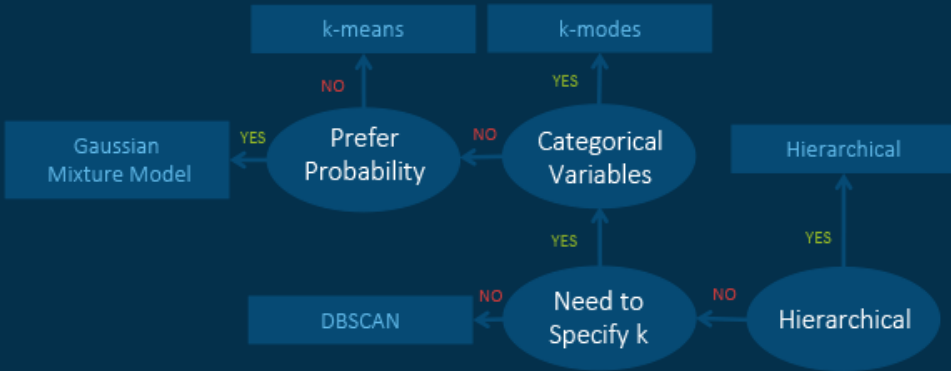 k-means
k-modes
NO
YES
Gaussian
Mixture Model
YES
Prefer
Probability
NO
Categorical
Variables
Hierarchical
YES
YES
DBSCAN
NO
Need to
Specify k
NO
Hierarchical